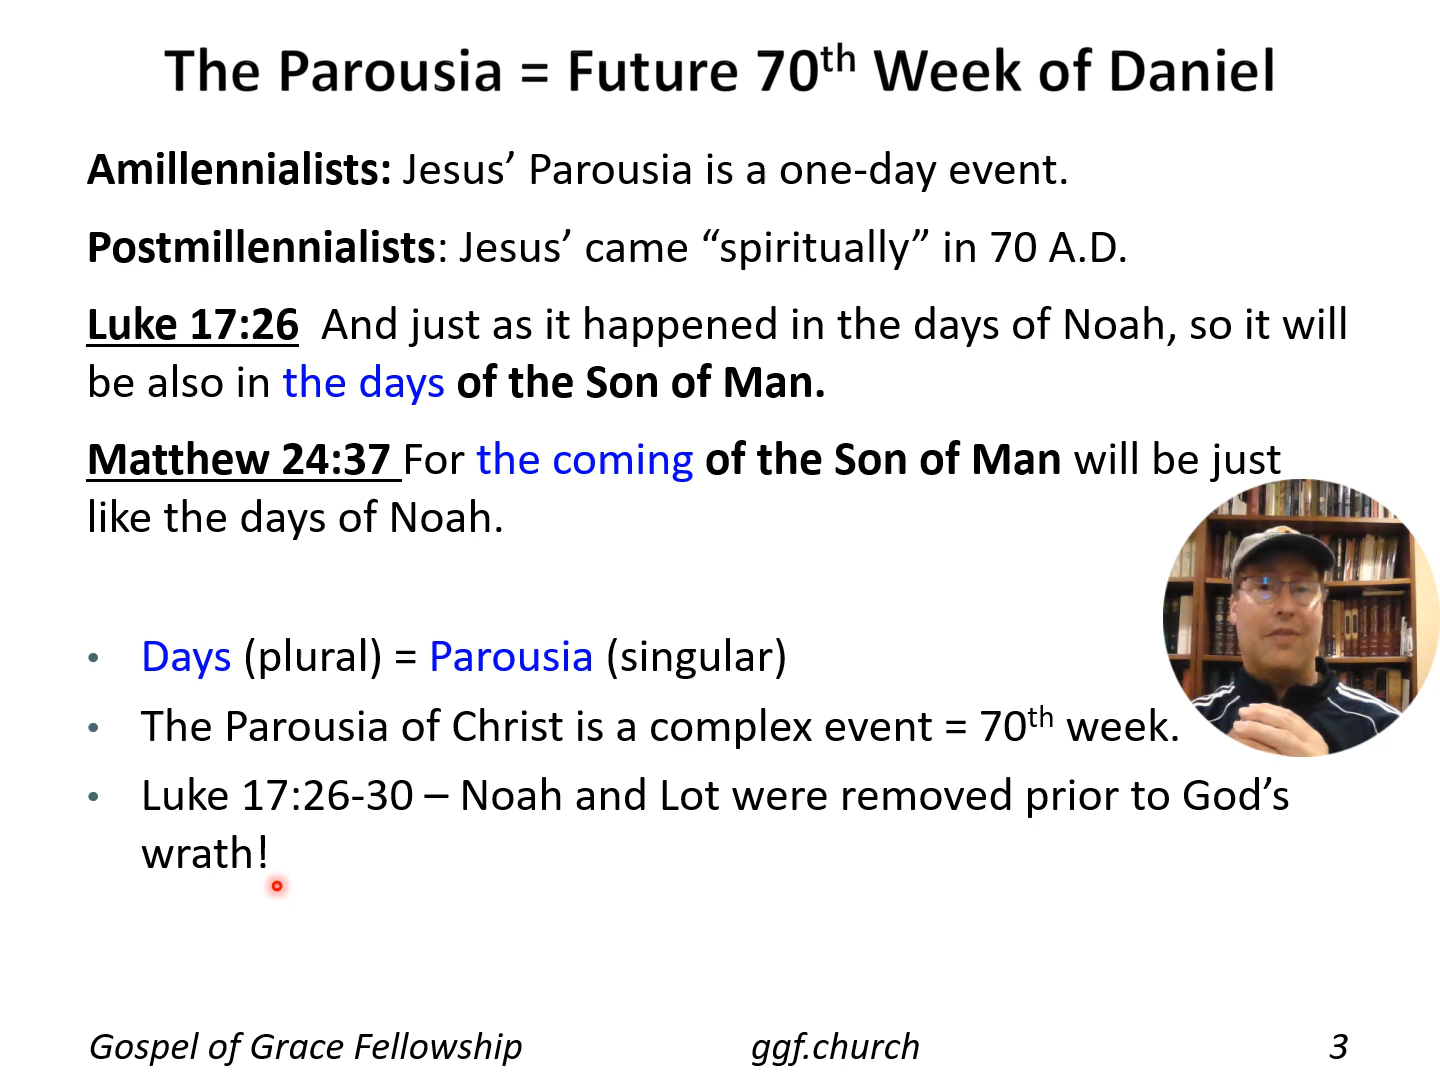 The Parousia = Future 70th Week of Daniel
Amillennialists: Jesus’ Parousia is a one-day event.
Postmillennialists: Jesus’ came “spiritually” in 70 A.D.
Luke 17:26 And just as it happened in the days of Noah, so it will
be also in the days of the Son of Man.
Matthew 24:37 For the coming of the Son of Man will be just
like the days of Noah.
• Days (plural) = Parousia (singular)
• The Parousia of Christ is a complex event = 70th week.
• Luke 17:26-30 – Noah and Lot were removed prior to God’s
wrath!
Gospel of Grace Fellowship ggf.church 3